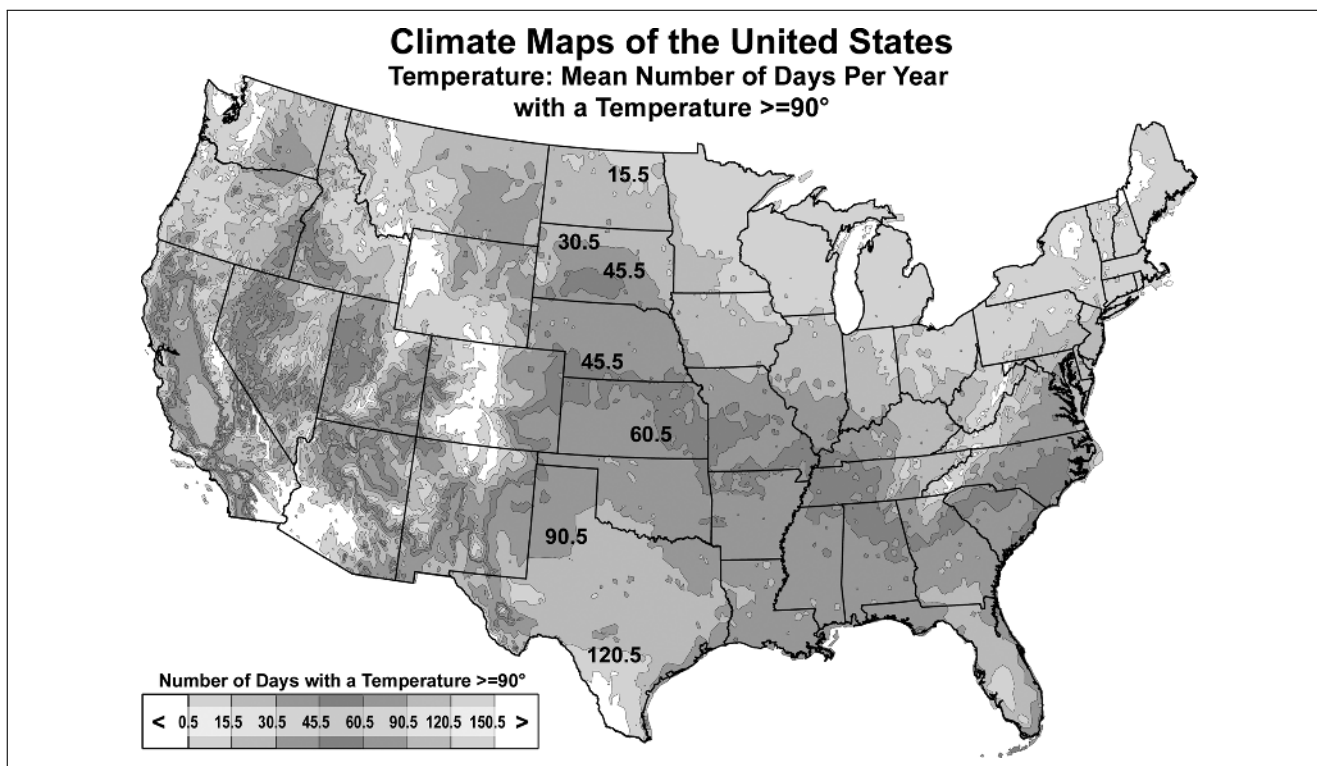 Climate Maps of the United States
Temperature: Mean Number of Days Per Year
with a Temperature >=90°
15.5
30.5
45.5
45.5
60.5
90.5
120.5
Number of Days with a Temperature >=90°
< 0.5 15.5 30.5 45.5 60.5 90.5 120.5 150.5 >